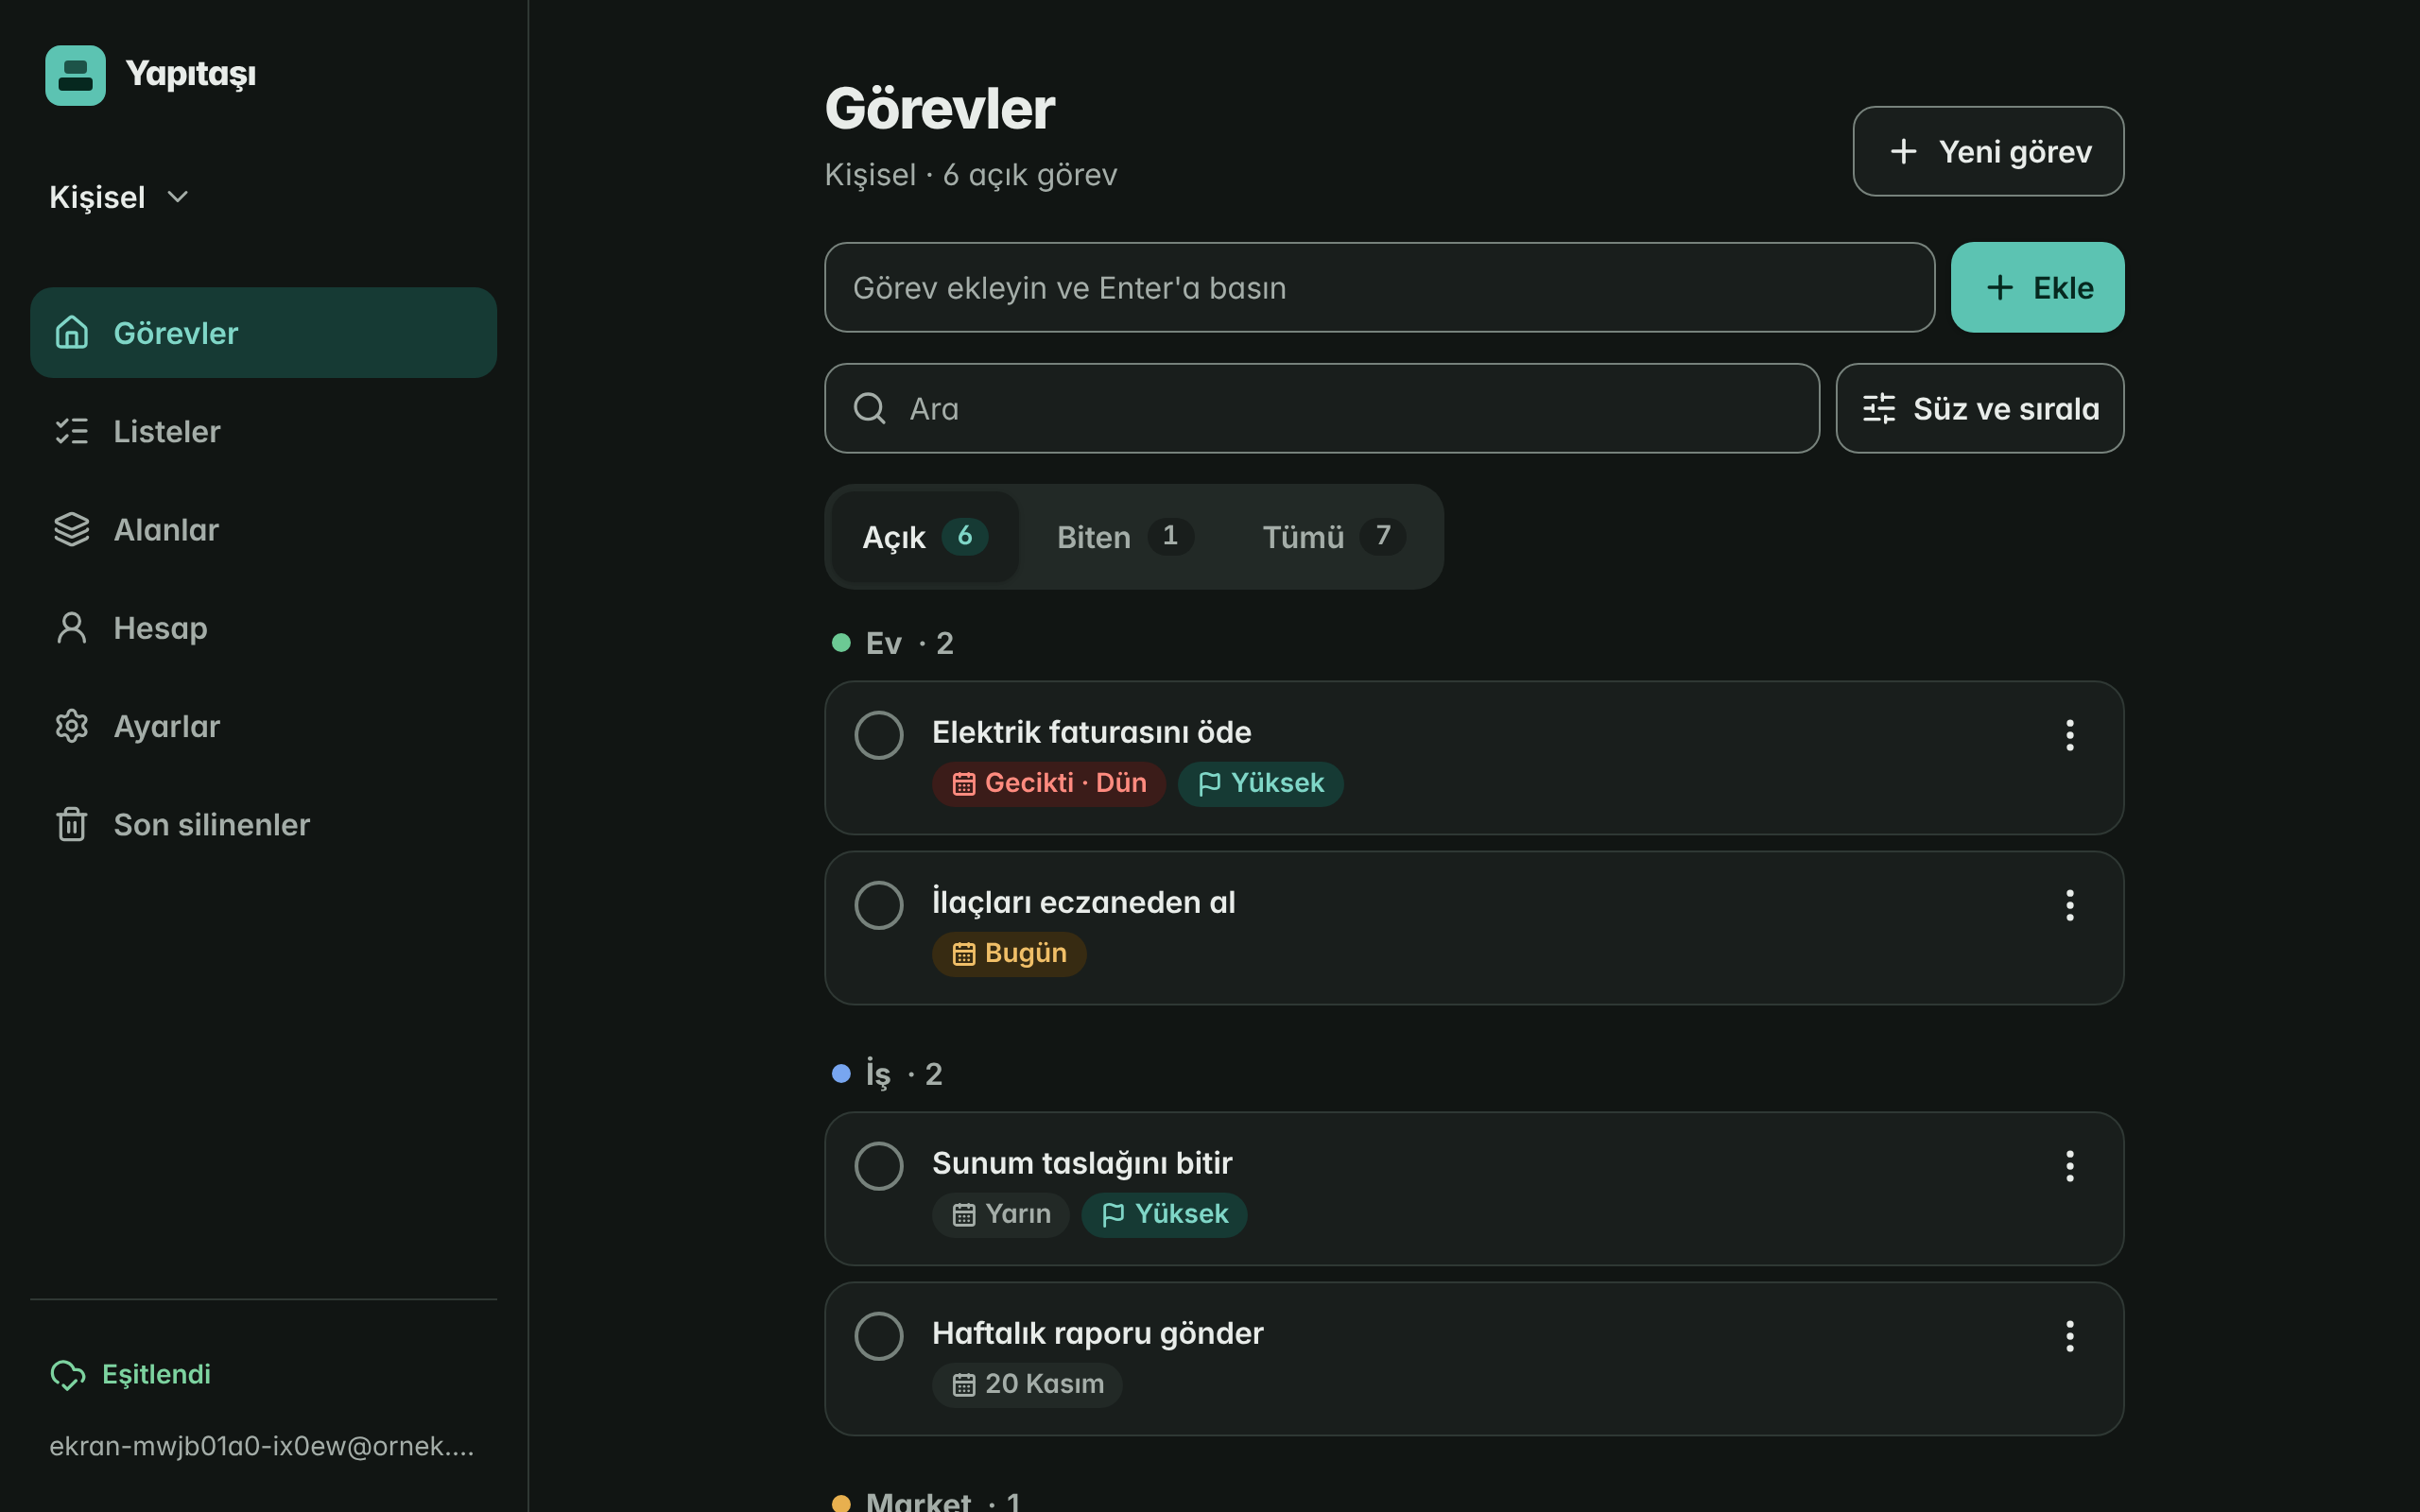 Yapıtaşı
Kişisel
Görevler
Listeler
Alanlar
Hesap
Ayarlar
Son silinenler
Eşitlendi
ekran-mwjb01a0-ix0ew@ornek....
Görevler
Kişisel · 6 açık görev
Yeni görev
Görev ekleyin ve Enter'a basın
Ekle
Ara
Süz ve sırala
Açık 6 Biten 1 Tümü 7
Ev · 2
Elektrik faturasını öde
Gecikti · Dün Yüksek
İlaçları eczaneden al
Bugün
İş · 2
Sunum taslağını bitir
Yarın Yüksek
Haftalık raporu gönder
20 Kasım
Market · 1